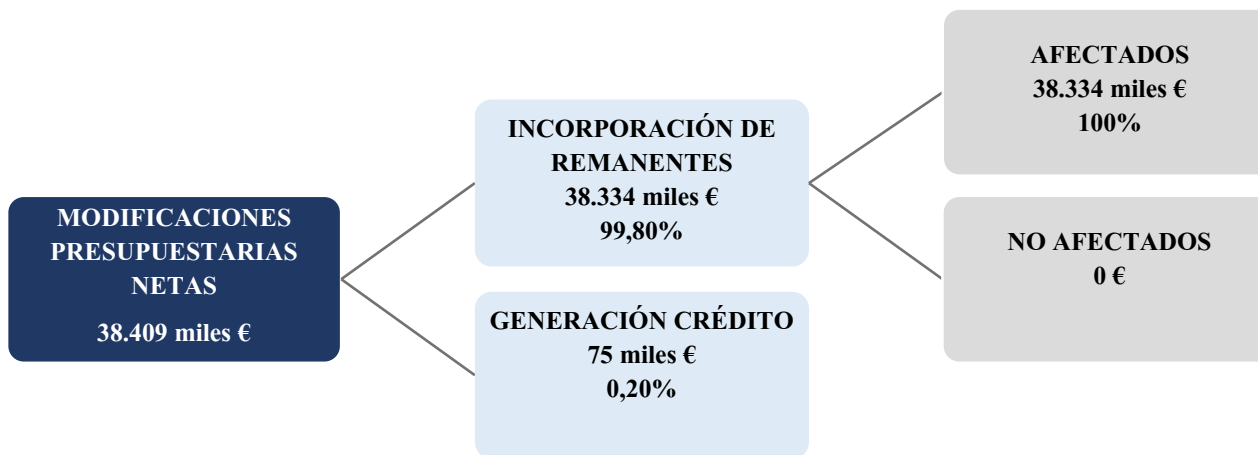 MODIFICACIONES
PRESUPUESTARIAS
NETAS
38.409 miles €
INCORPORACIÓN DE
REMANENTES
38.334 miles €
99,80%
GENERACIÓN CRÉDITO
75 miles €
0,20%
AFECTADOS
38.334 miles €
100%
NO AFECTADOS
0 €